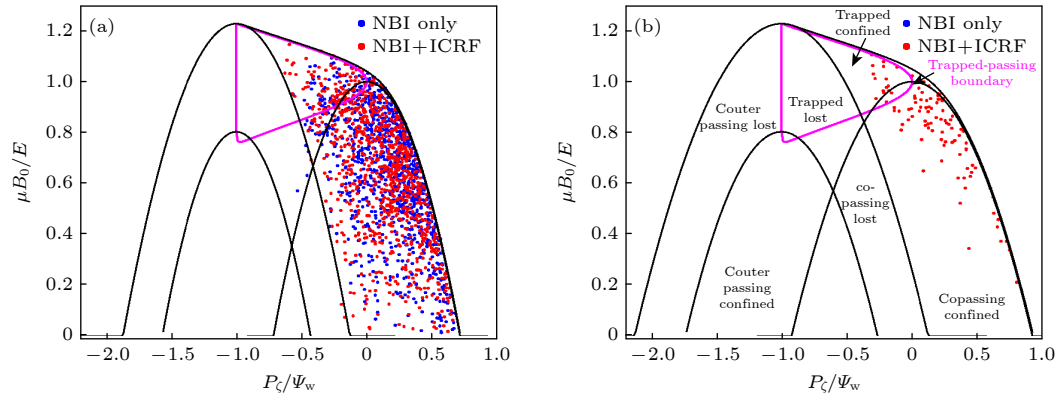 (a)
NBI only
NBI+ICRF
1.2
1.0
0.8
0.6
0.4
0.2
0
μB0/E
−2.0
−1.5
−1.0
−0.5
0
0.5
1.0
Pζ/Ψw
(b)
Trapped
confined
NBI only
NBI+ICRF
Trapped-passing
boundary
Couter
passing lost
Trapped
lost
co-
passing
lost
Couter
passing
confined
Copassing
confined
1.2
1.0
0.8
0.6
0.4
0.2
0
μB0/E
−2.0
−1.5
−1.0
−0.5
0
0.5
1.0
Pζ/Ψw